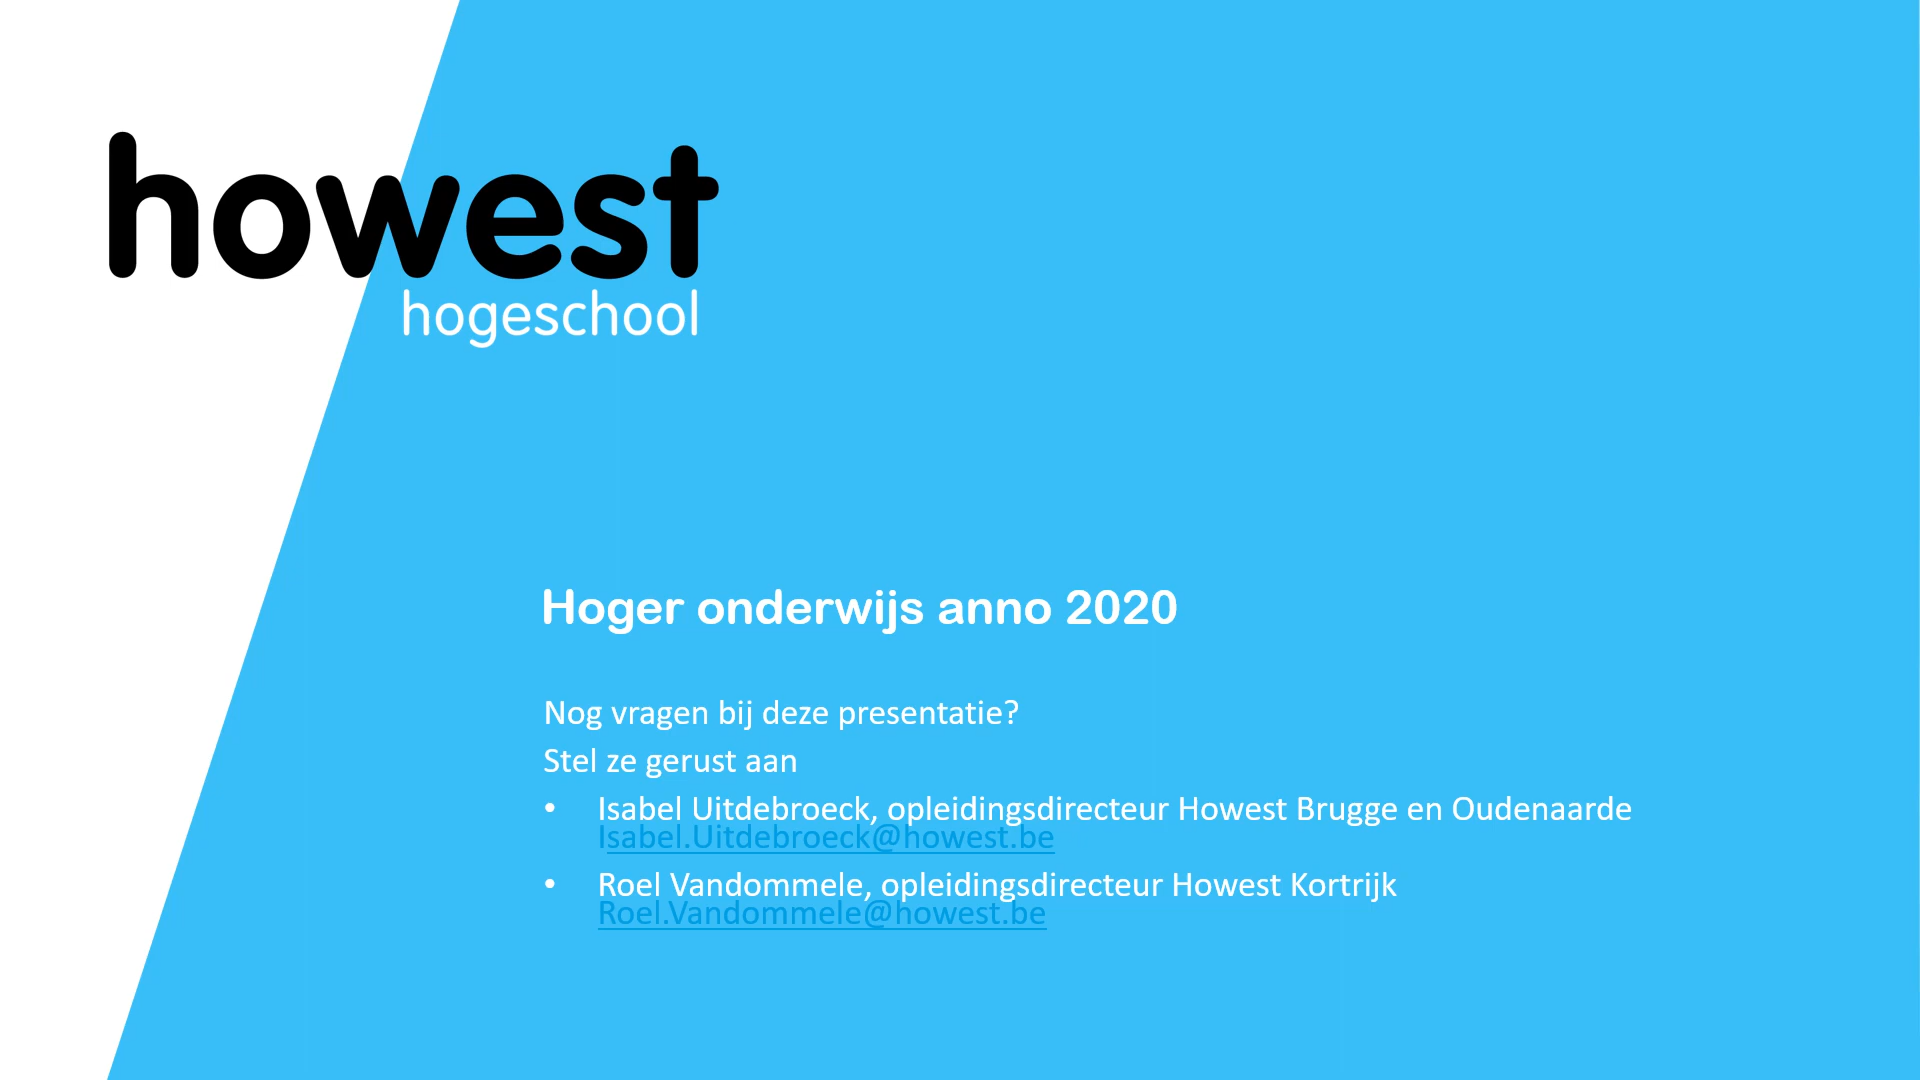 howest
hogeschool
Hoger onderwijs anno 2020
Nog vragen bij deze presentatie?
Stel ze gerust aan
• Isabel Uitdebroeck, opleidingsdirecteur Howest Brugge en Oudenaarde
Isabel.Uitdebroeck@howest.be
• Roel Vandommele, opleidingsdirecteur Howest Kortrijk
Roel.Vandommele@howest.be